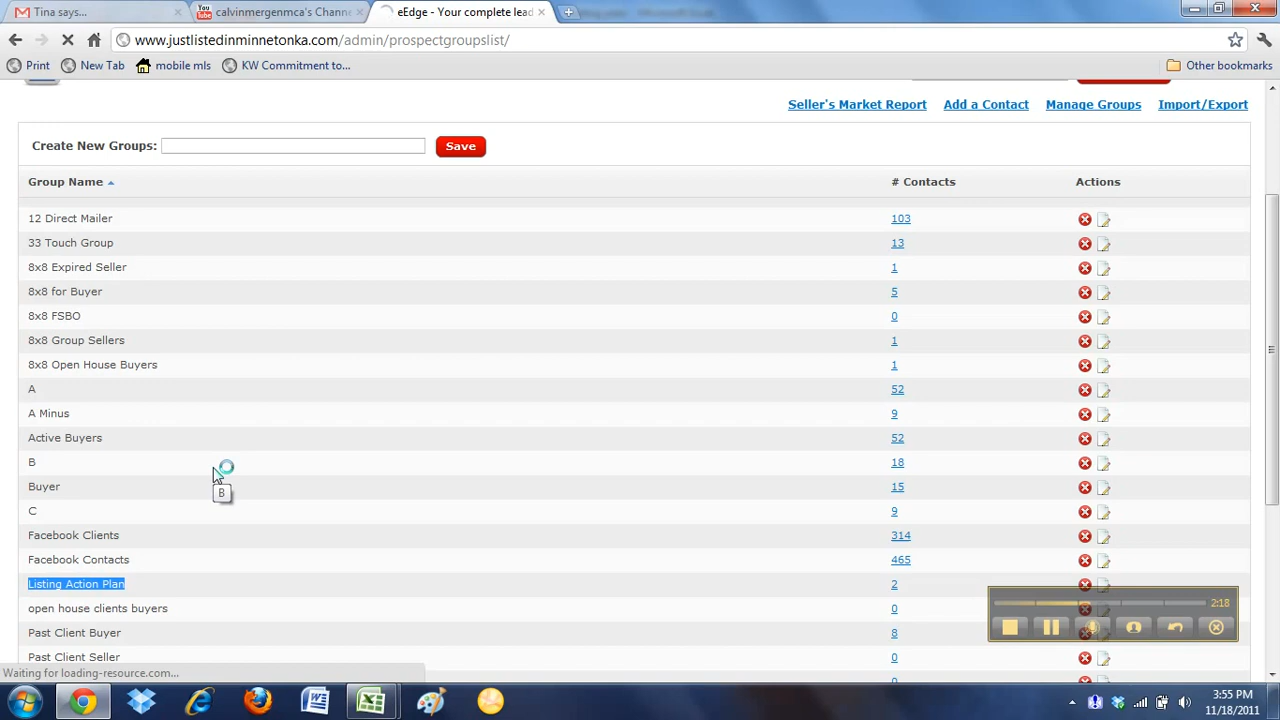 Tina says...
You Tube calvinmergenmca's Channe
eEdge - Your complete lead
www.justlistedinminnetonka.com/admin/prospectgroupslist/
Print New Tab mobile mls KW Commitment to... Other bookmarks
Seller's Market Report Add a Contact Manage Groups Import/Export
Create New Groups: Save
Group Name # Contacts Actions
12 Direct Mailer 103
33 Touch Group 13
8x8 Expired Seller 1
8x8 for Buyer 5
8x8 FSBO 0
8x8 Group Sellers 1
8x8 Open House Buyers 1
A 52
A Minus 9
Active Buyers 52
B 18
B
Buyer 15
C 9
Facebook Clients 314
Facebook Contacts 465
Listing Action Plan 2
2:18
open house clients buyers 0
Past Client Buyer 8
Past Client Seller 0
Waiting for loading-resource.com...
3:55 PM
11/18/2011